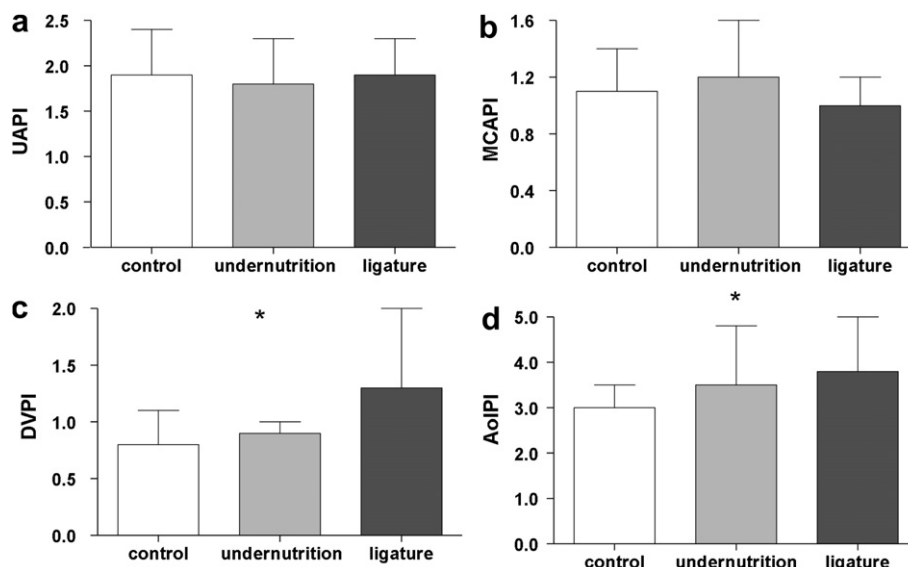 a
2.5
2.0
1.5
1.0
0.5
0.0
UAPI
control undernutrition ligature
b
1.6
1.2
0.8
0.4
0.0
MCAPI
control undernutrition ligature
c
*
2.0
1.5
1.0
0.5
0.0
DVPI
control undernutrition ligature
d
*
5.0
4.0
3.0
2.0
1.0
0.0
AoIPI
control undernutrition ligature